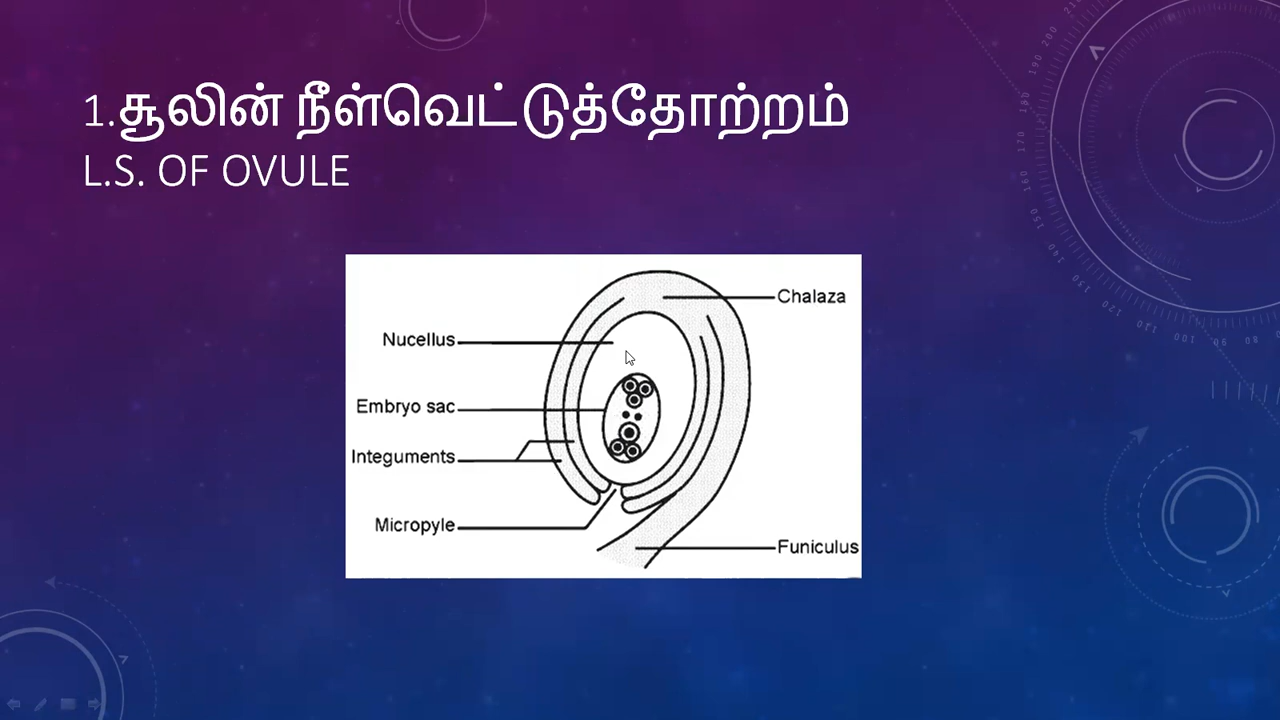 1.சூலின் நீள்வெட்டுத்தோற்றம்
L.S. OF OVULE
Chalaza
Nucellus
Embryo sac
Integuments
Micropyle
Funiculus